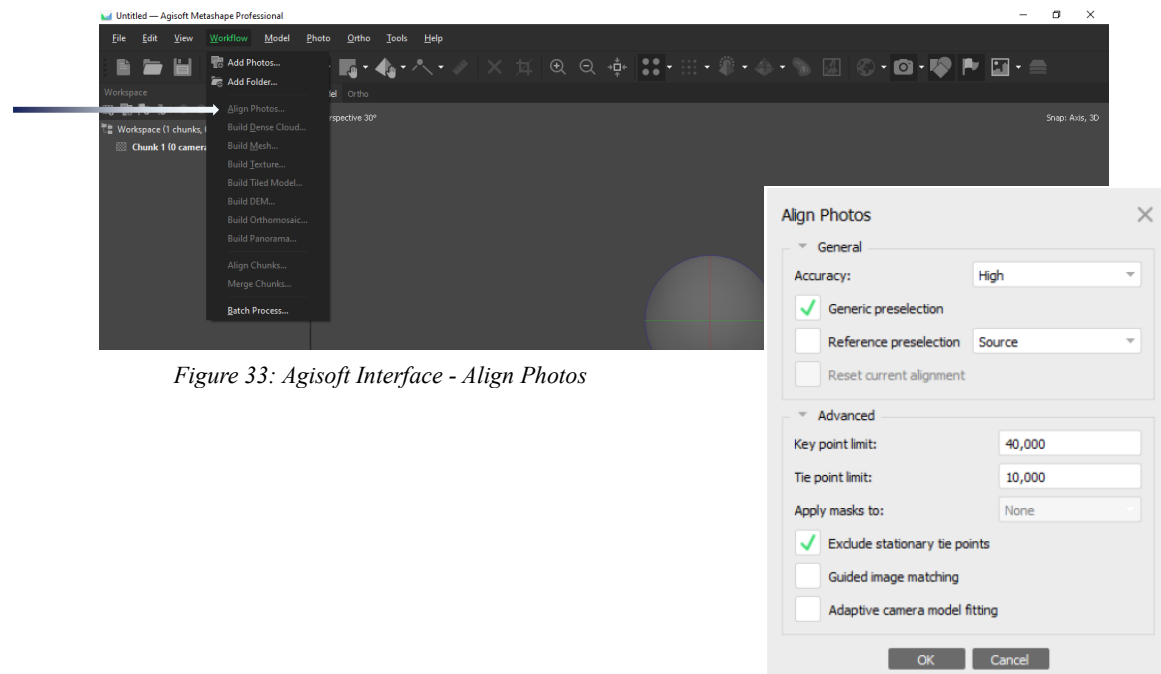 Untitled — Agisoft Metashape Professional
File Edit View Workflow Model Photo Ortho Tools Help
Add Photos...
Add Folder...
Workspace
Ortho
Align Photos...
Perspective 30°
Snap: Axis, 3D
Workspace (1 chunks,
Build Dense Cloud...
Chunk 1 (0 camera
Build Mesh...
Build Texture...
Build Tiled Model...
Build DEM...
Build Orthomosaic...
Build Panorama...
Align Chunks...
Merge Chunks...
Batch Process...
Figure 33: Agisoft Interface - Align Photos
Align Photos
General
Accuracy: High
Generic preselection
Reference preselection Source
Reset current alignment
Advanced
Key point limit: 40,000
Tie point limit: 10,000
Apply masks to: None
Exclude stationary tie points
Guided image matching
Adaptive camera model fitting
OK Cancel